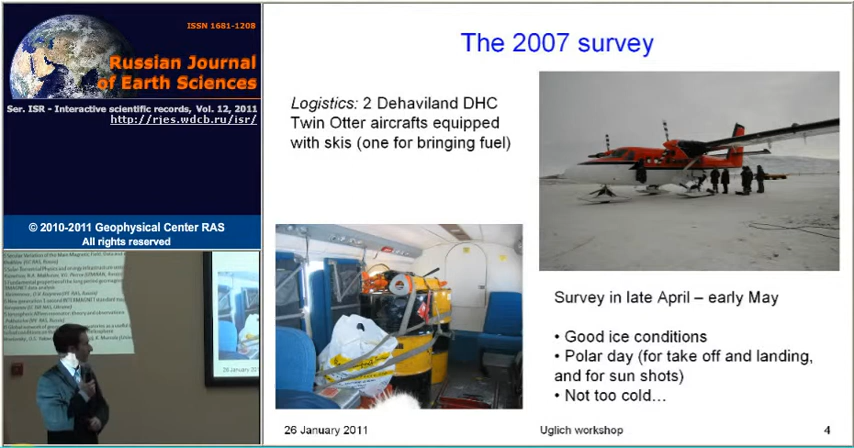 ISSN 1681-1208
Russian Journal
of Earth Sciences
Ser. ISR - Interactive scientific records, Vol. 12, 2011
http://rjes.wdcb.ru/isr/
© 2010-2011 Geophysical Center RAS
All rights reserved
26 January 2011
The 2007 survey
Logistics: 2 Dehaviland DHC
Twin Otter aircrafts equipped
with skis (one for bringing fuel)
Survey in late April – early May
• Good ice conditions
• Polar day (for take off and landing,
and for sun shots)
• Not too cold…
26 January 2011
Uglich workshop
4